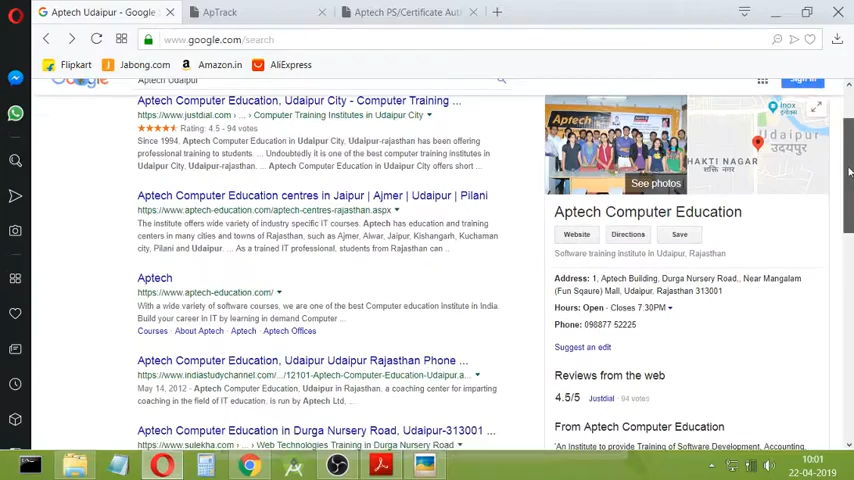 Aptech Udaipur - Google
ApTrack
Aptech PS/Certificate Aut
www.google.com/search
Flipkart
Jabong.com
Amazon.in
AliExpress
Aptech Udaipur
Sign in
Aptech Computer Education, Udaipur City - Computer Training ...
https://www.justdial.com › ... › Computer Training Institutes in Udaipur City
Rating: 4.5 - 94 votes
Since 1994, Aptech Computer Education in Udaipur City, Udaipur-rajasthan has been offering
professional training to students. ... Undoubtedly it is one of the best computer training institutes in
Udaipur City, Udaipur-rajasthan. ... Aptech Computer Education in Udaipur City offers short ...
Aptech Computer Education centres in Jaipur | Ajmer | Udaipur | Pilani
https://www.aptech-education.com/aptech-centres-rajasthan.aspx
The institute offers wide variety of industry specific IT courses. Aptech has education and training
centers in many cities and towns of Rajasthan, such as Ajmer, Alwar, Jaipur, Kishangarh, Kuchaman
city, Pilani and Udaipur. ... As a trained IT professional, students from Rajasthan can ..
Aptech
https://www.aptech-education.com/
With a wide variety of software courses, we are one of the best Computer education Institute in India.
Build your career in IT by learning in demand Computer ...
Courses · About Aptech · Aptech · Aptech Offices
Aptech Computer Education, Udaipur Udaipur Rajasthan Phone ...
https://www.indiastudychannel.com/.../12101-Aptech-Computer-Education-Udaipur.a...
May 14, 2012 - Aptech Computer Education, Udaipur in Rajasthan, a coaching center for imparting
coaching in the field of IT education, is run by Aptech Ltd, ...
Aptech Computer Education in Durga Nursery Road, Udaipur-313001 ...
https://www.sulekha.com › ... › Web Technologies Training in Durga Nursery Road
Aptech
See photos
inox
Udaipur
उदयपुर
HAKTI NAGAR
शक्ति नगर
Aptech Computer Education
Website
Directions
Save
Software training institute in Udaipur, Rajasthan
Address: 1, Aptech Building, Durga Nursery Road,, Near Mangalam
(Fun Sqaure) Mall, Udaipur, Rajasthan 313001
Hours: Open · Closes 7:30PM
Phone: 098877 52225
Suggest an edit
Reviews from the web
4.5/5 Justdial · 94 votes
From Aptech Computer Education
"An Institute to provide Training of Software Development, Accounting,
10:01
22-04-2019